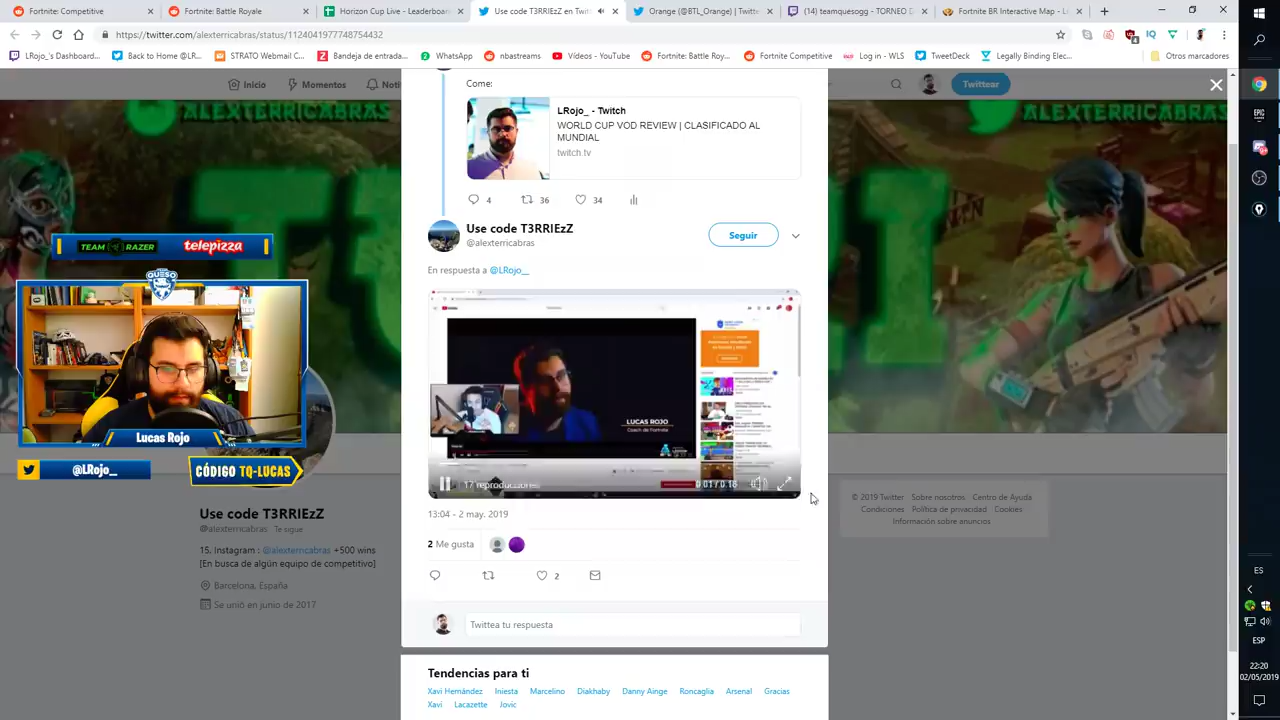 Fortnite Competitive
Fortnite: Battle Royale
Horizon Cup Live - Leaderboa
Use code T3RRIEzZ en Twit
Orange (@BTL_Orange) | Twitt
(14) teamquesogg - TORNEO
Fortnite BR Interactive Map - L
https://twitter.com/alexterricabras/status/1124041977748754432
LRojo_'s Dashboard...
Back to Home (@LR...
STRATO Webmail C...
Bandeja de entrada...
WhatsApp
nbastreams
Vídeos - YouTube
Fortnite: Battle Roy...
Fortnite Competitive
Log in - WLS
TweetDeck
Legally Binding Elec...
Otros marcadores
Inicio
Momentos
Noti
Twittear
ALEXTERRICABRAS
Come:
LRojo_ - Twitch
WORLD CUP VOD REVIEW | CLASIFICADO AL
MUNDIAL
twitch.tv
4 36 34
Use code T3RRIEzZ
@alexterricabras
Seguir
En respuesta a @LRojo__
LUCAS ROJO
Coach de Fortnite
17 reproducciones
0:01 / 0:18
13:04 - 2 may. 2019
2 Me gusta
2
Twittea tu respuesta
Tendencias para ti
Xavi Hernández Iniesta Marcelino Diakhaby Danny Ainge Roncaglia Arsenal Gracias
Xavi Lacazette Jovic
TEAM RAZER
telepizza
QUESO
Lucas Rojo
@LRojo_
CÓDIGO TQ-LUCAS
Use code T3RRIEzZ
@alexterricabras Te sigue
15. Instagram : @alexterricabras +500 wins
[En busca de algún equipo de competitivo]
Barcelona, España
Se unió en junio de 2017
© 2019 Twitter Sobre nosotros Centro de Ayuda
Condiciones Política de privacidad Cookies
Información sobre anuncios
EPIC
ES
ESP
22:20
02/05/2019